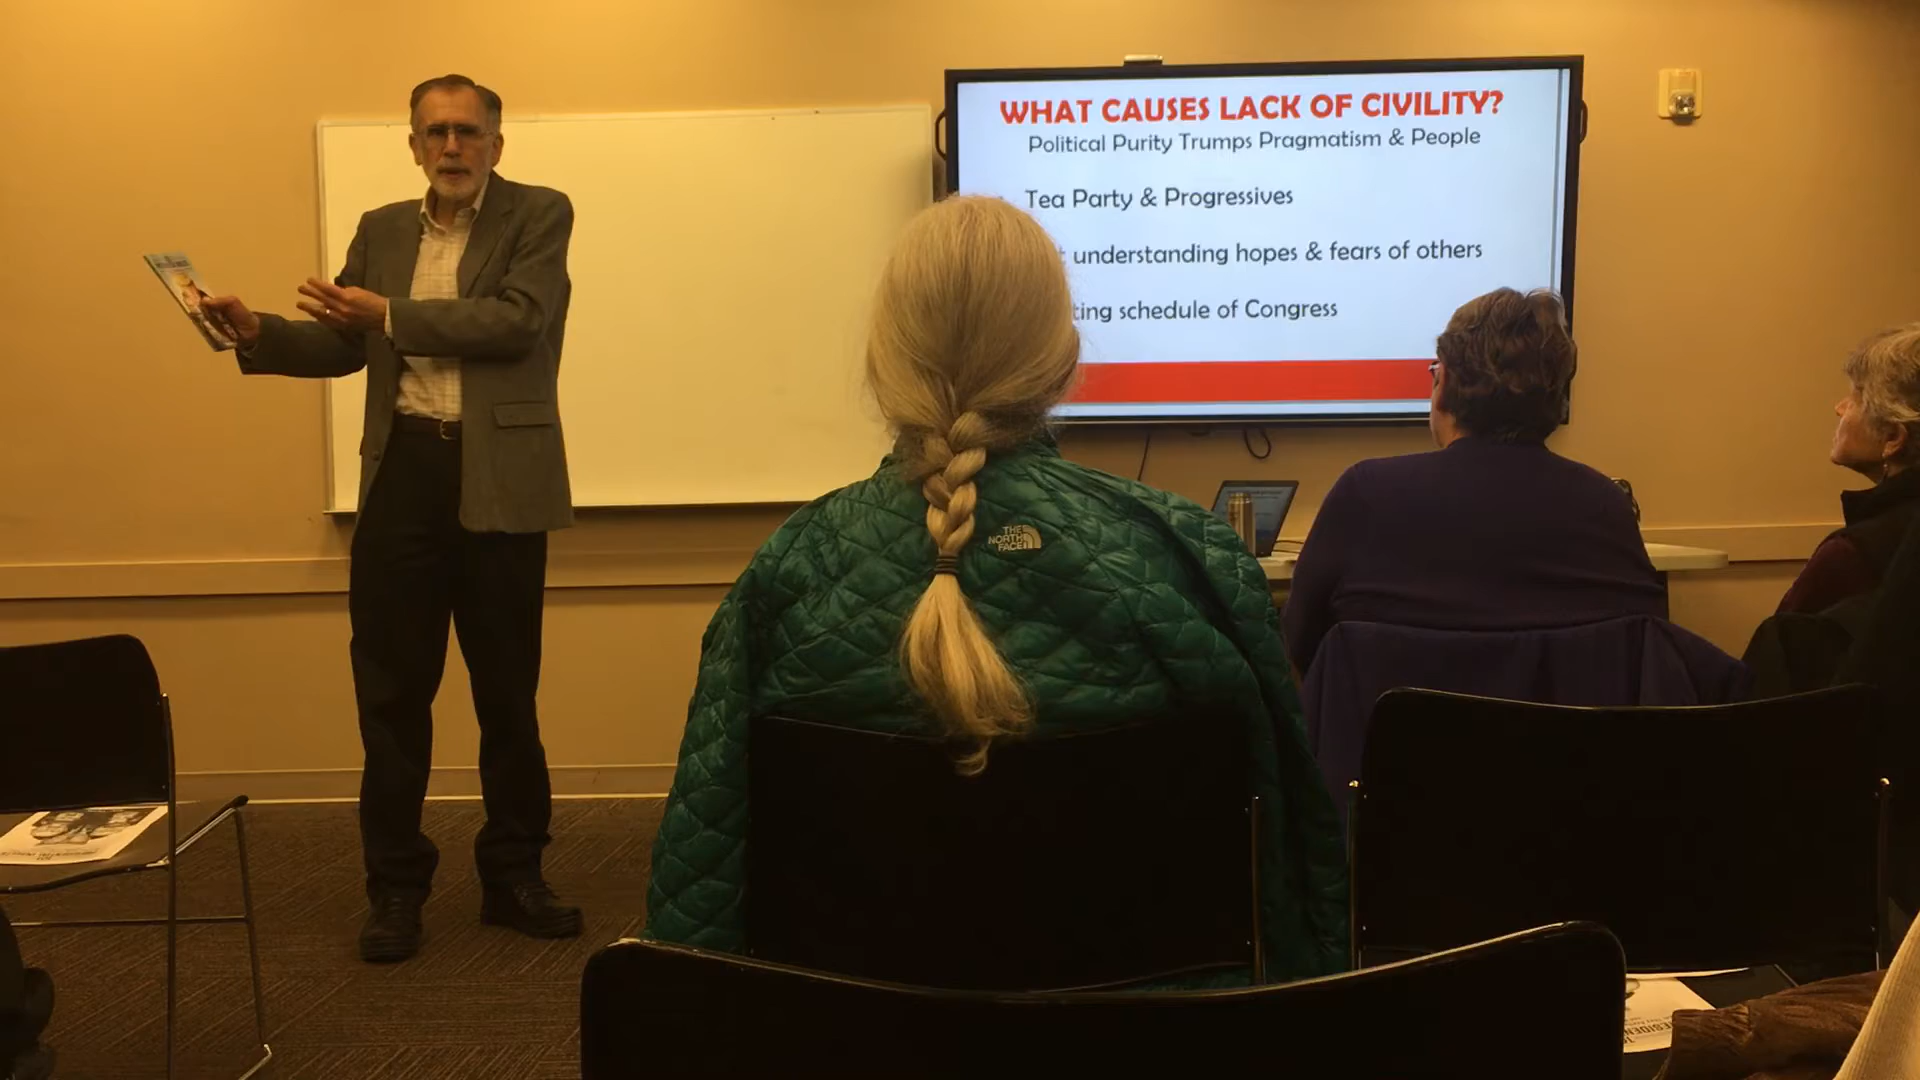 WHAT CAUSES LACK OF CIVILITY?
Political Purity Trumps Pragmatism & People
Tea Party & Progressives
understanding hopes & fears of others
ting schedule of Congress
THE
NORTH
FACE